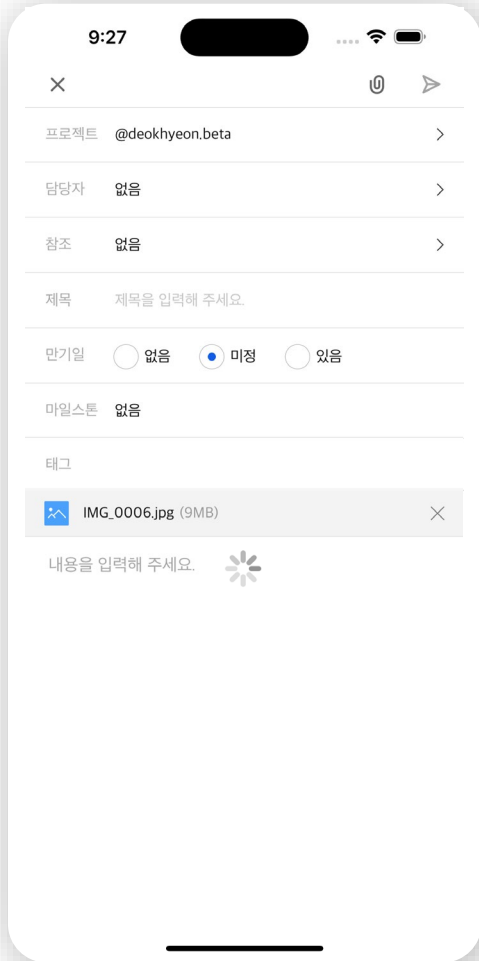 9:27
프로젝트 @deokhyeon.beta
담당자 없음
참조 없음
제목 제목을 입력해 주세요.
만기일 없음 미정 있음
마일스톤 없음
태그
IMG_0006.jpg (9MB)
내용을 입력해 주세요.